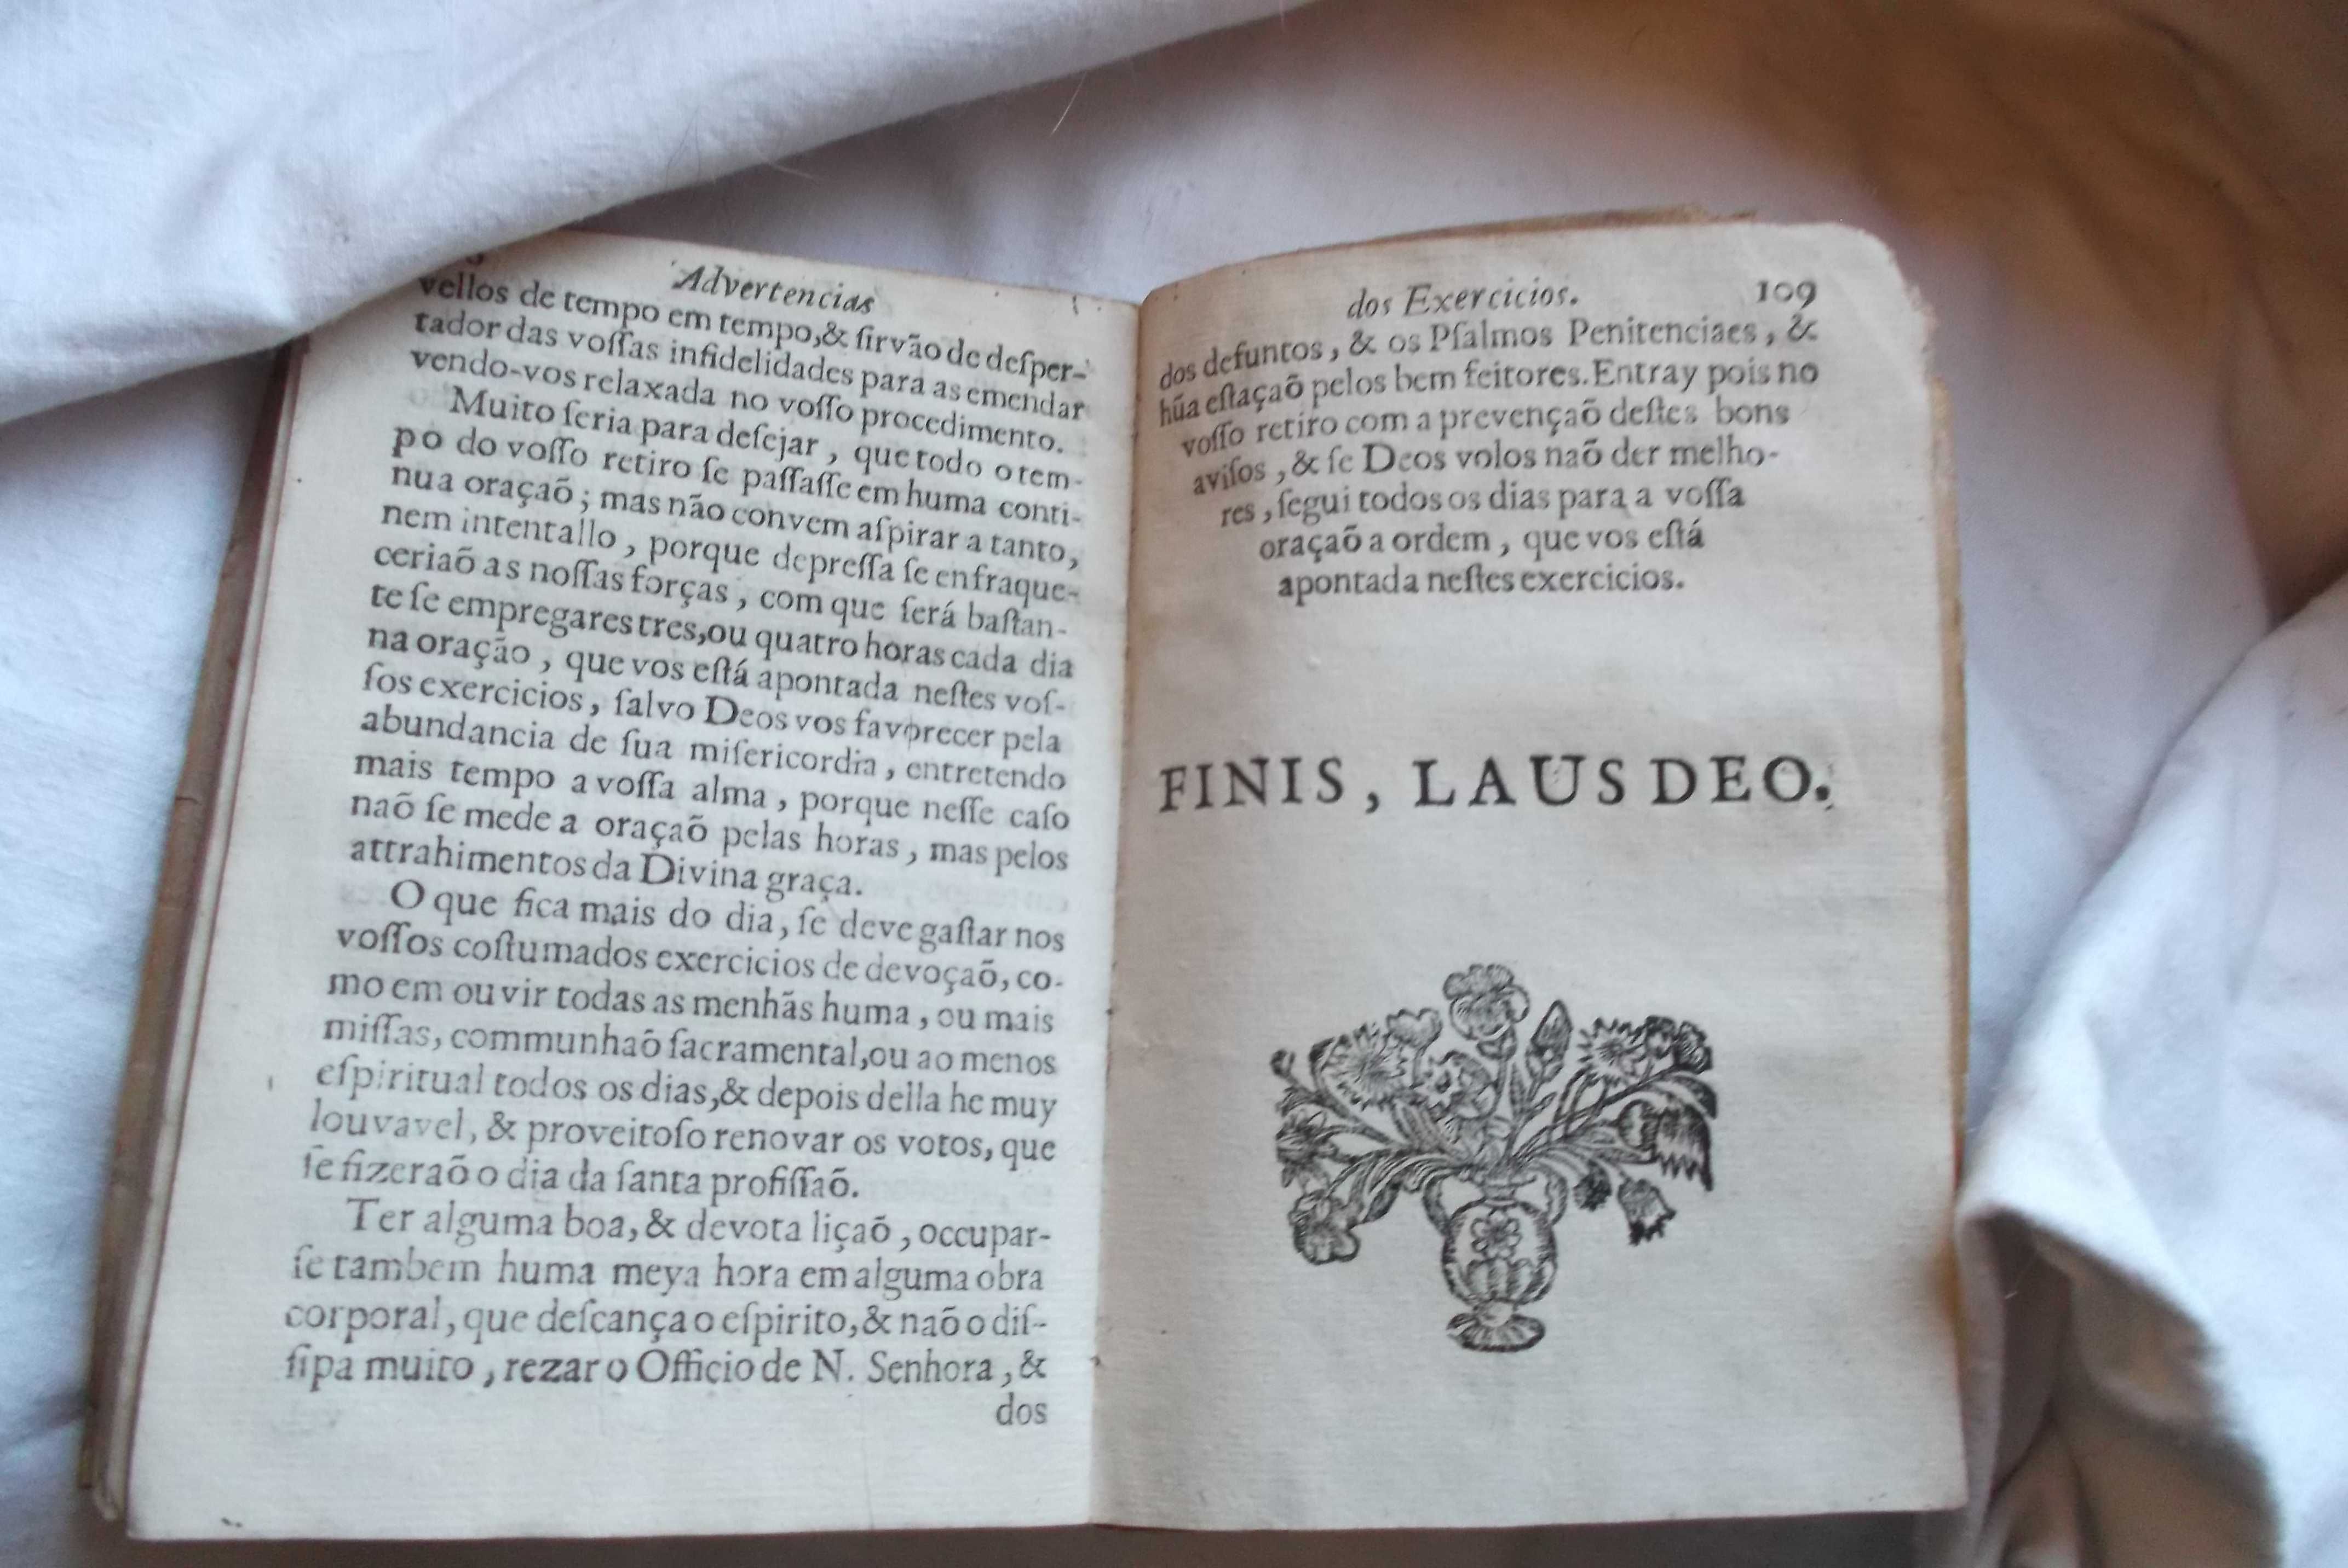 Advertencias
vellos de tempo em tempo,& ſirvão de deſper-
tador das voſſas infidelidades para as emendar
vendo-vos relaxada no voſſo procedimento.
Muito ſeria para deſejar , que todo o tem-
po do voſſo retiro ſe paſſaſſe em huma conti-
nua oraçaõ ; mas não convem aſpirar a tanto,
nem intentallo , porque depreſſa ſe enfraque-
ceriaõ as noſſas forças , com que ſerá baſtan-
te ſe empregares tres,ou quatro horas cada dia
na oração , que vos eſtá apontada neſtes voſ-
ſos exercicios, ſalvo Deos vos favorecer pela
abundancia de ſua miſericordia , entretendo
mais tempo a voſſa alma , porque neſſe caſo
naõ ſe mede a oraçaõ pelas horas , mas pelos
attrahimentos da Divina graça.
O que fica mais do dia, ſe deve gaſtar nos
voſſos coſtumados exercicios de devoçaõ, co-
mo em ouvir todas as menhãs huma , ou mais
miſſas, communhaõ ſacramental,ou ao menos
eſpiritual todos os dias,& depois della he muy
louvavel, & proveitoſo renovar os votos, que
ſe fizeraõ o dia da ſanta profiſſaõ.
Ter alguma boa, & devota liçaõ , occupar-
ſe tambem huma meya hora em alguma obra
corporal, que deſcança o eſpirito,& naõ o diſ-
ſipa muito , rezar o Officio de N. Senhora , &
dos
dos Exercicios. 109
dos defuntos , & os Pſalmos Penitenciaes , &
hũa eſtaçaõ pelos bem feitores. Entray pois no
voſſo retiro com a prevençaõ deſtes bons
aviſos , & ſe Deos volos naõ der melho-
res , ſegui todos os dias para a voſſa
oraçaõ a ordem , que vos eſtá
apontada neſtes exercicios.
FINIS, LAUS DEO.